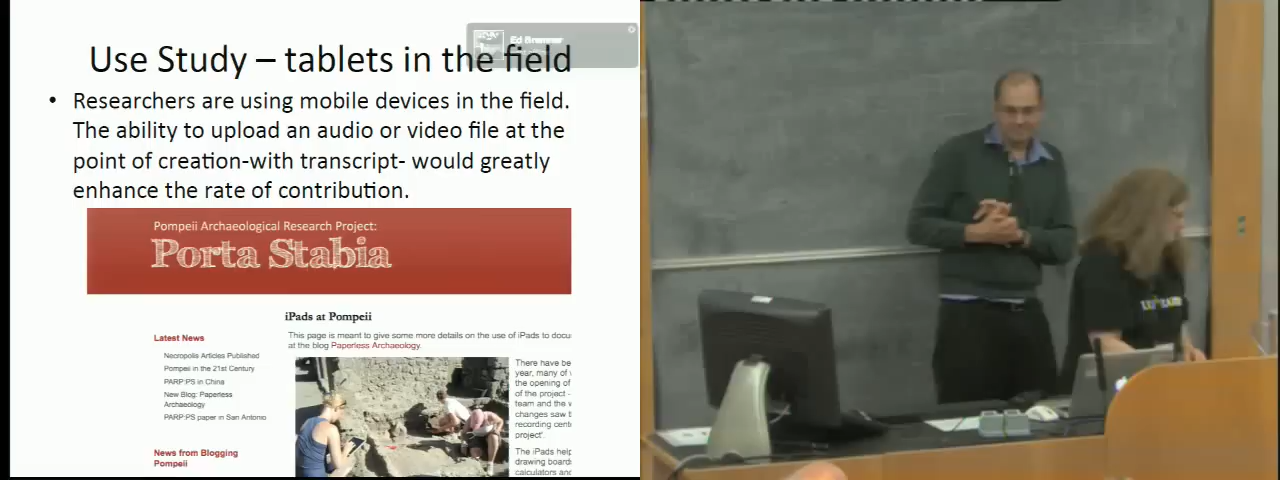 Ed
Use Study – tablets in the field
• Researchers are using mobile devices in the field.
The ability to upload an audio or video file at the
point of creation-with transcript- would greatly
enhance the rate of contribution.
Pompeii Archaeological Research Project:
Porta Stabia
iPads at Pompeii
This page is meant to give some more details on the use of iPads to docu
at the blog Paperless Archaeology.
Latest News
Necropolis Articles Published
Pompeii in the 21st Century
PARP:PS in China
New Blog: Paperless
Archaeology
PARP:PS paper in San Antonio
News from Blogging
Pompeii
There have be
year, many of
the opening of
of the project -
team and the w
changes saw t
recording cent
project'.
The iPads help
drawing board
calculators and